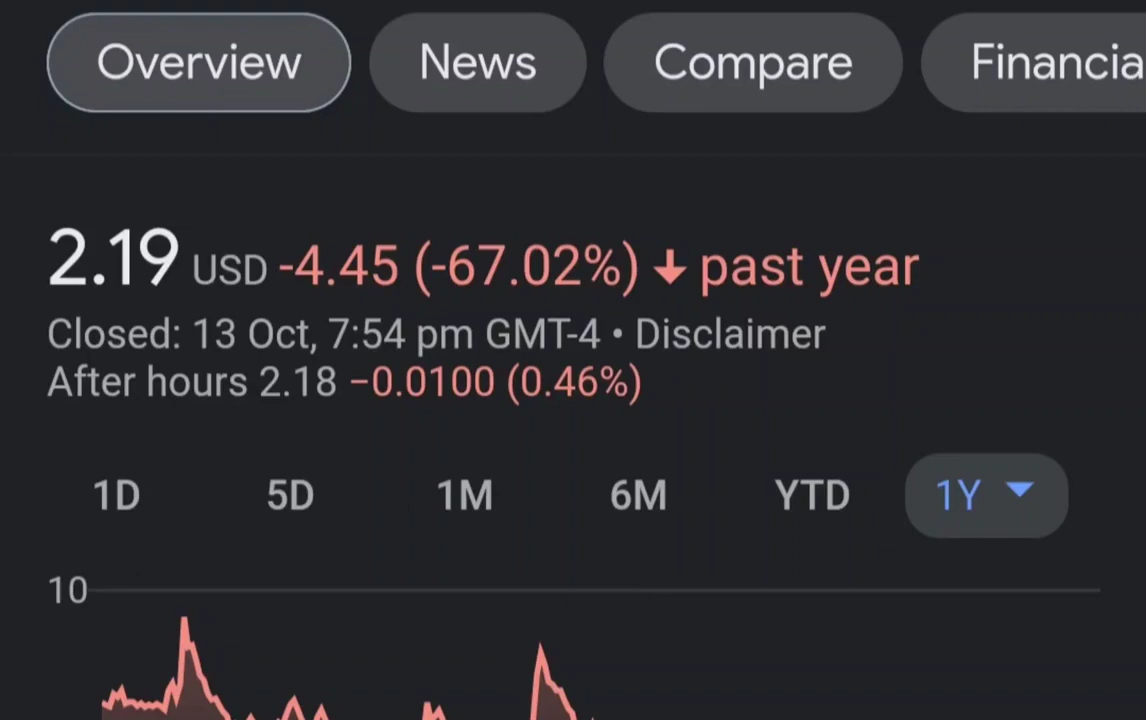 Overview News Compare Financia
2.19 USD -4.45 (-67.02%) ↓ past year
Closed: 13 Oct, 7:54 pm GMT-4 • Disclaimer
After hours 2.18 −0.0100 (0.46%)
1D 5D 1M 6M YTD 1Y
10